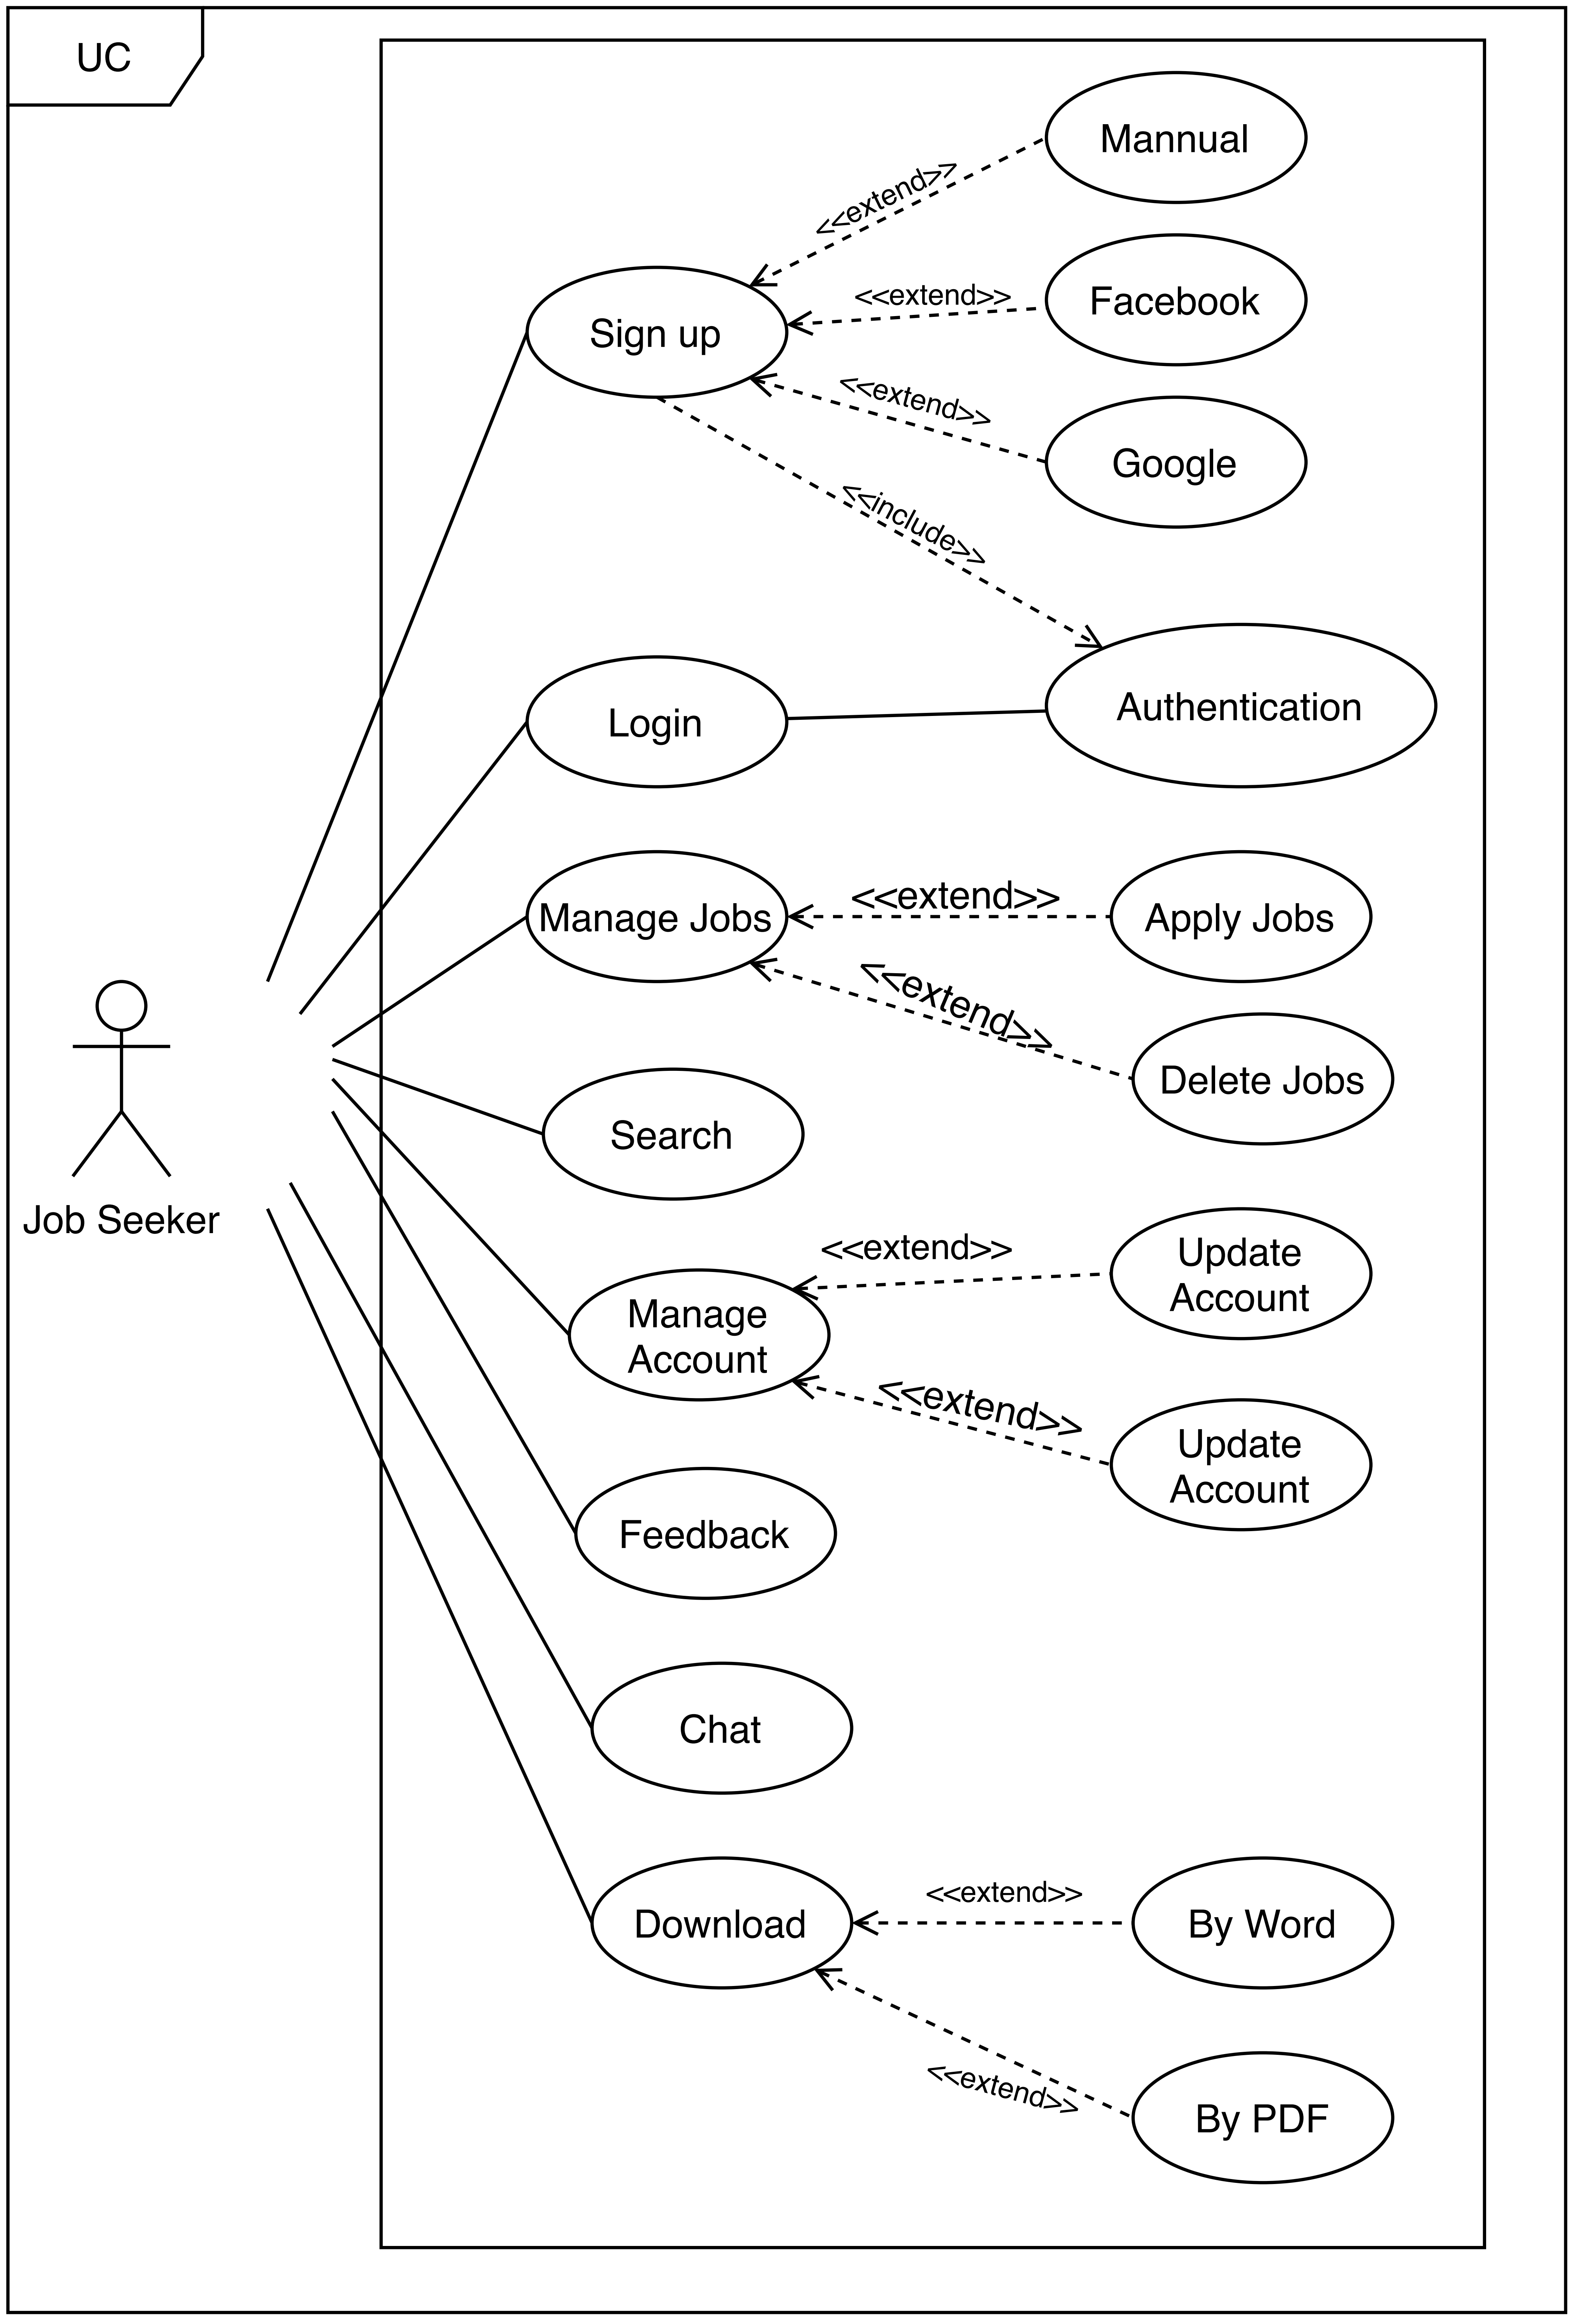 UC
Mannual
<<extend>>
<<extend>>
Facebook
Sign up
<<extend>>
Google
<<include>>
Login
Authentication
Manage Jobs
<<extend>>
Apply Jobs
<<extend>>
Delete Jobs
Search
Job Seeker
<<extend>>
Update
Account
Manage
Account
<<extend>>
Update
Account
Feedback
Chat
<<extend>>
Download
By Word
<<extend>>
By PDF